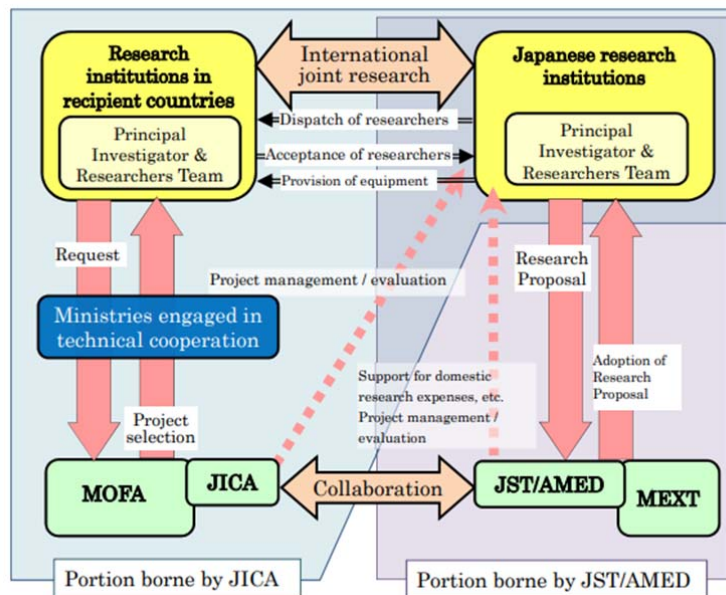 Research
institutions in
recipient countries
Principal
Investigator &
Researchers Team
International
joint research
Japanese research
institutions
Principal
Investigator &
Researchers Team
Dispatch of researchers
Acceptance of researchers
Provision of equipment
Request
Project management / evaluation
Research
Proposal
Ministries engaged in
technical cooperation
Support for domestic
research expenses, etc.
Project management /
evaluation
Adoption of
Research
Proposal
Project
selection
MOFA
JICA
Collaboration
JST/AMED
MEXT
Portion borne by JICA
Portion borne by JST/AMED